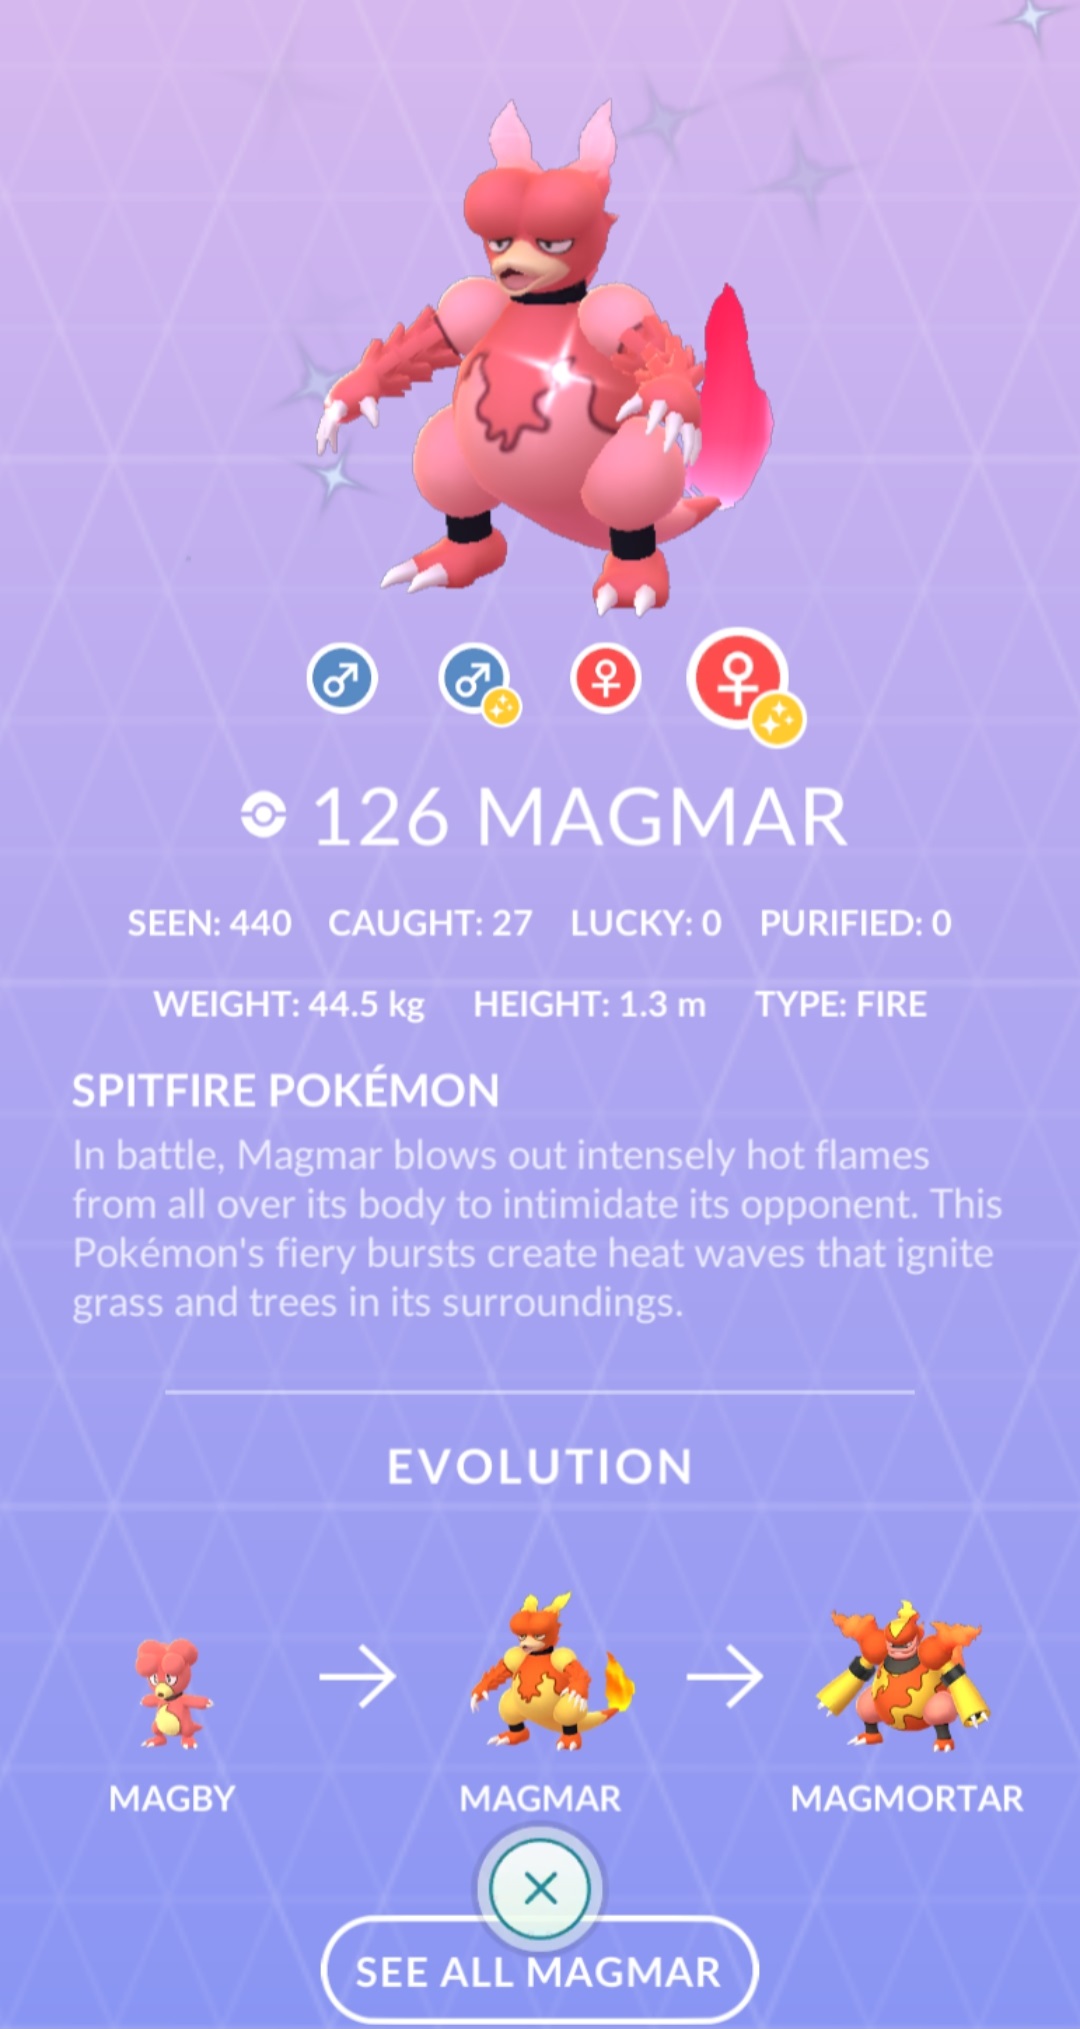 126 MAGMAR
SEEN: 440 CAUGHT: 27 LUCKY: 0 PURIFIED: 0
WEIGHT: 44.5 kg HEIGHT: 1.3 m TYPE: FIRE
SPITFIRE POKÉMON
In battle, Magmar blows out intensely hot flames
from all over its body to intimidate its opponent. This
Pokémon's fiery bursts create heat waves that ignite
grass and trees in its surroundings.
EVOLUTION
MAGBY MAGMAR MAGMORTAR
SEE ALL MAGMAR